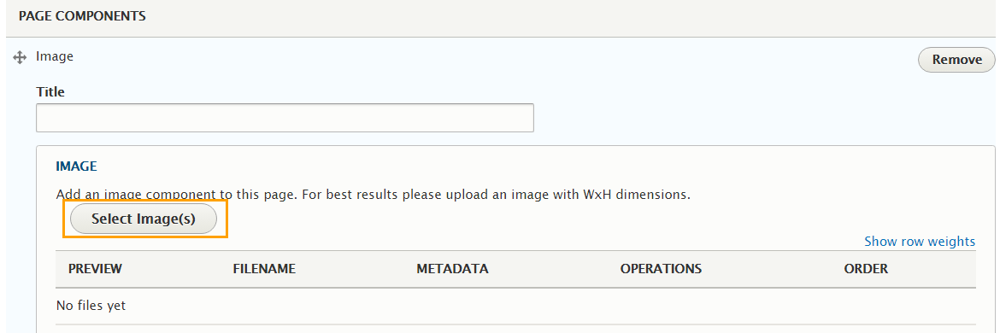 PAGE COMPONENTS
Image
Remove
Title
IMAGE
Add an image component to this page. For best results please upload an image with WxH dimensions.
Select Image(s)
Show row weights
PREVIEW FILENAME METADATA OPERATIONS ORDER
No files yet